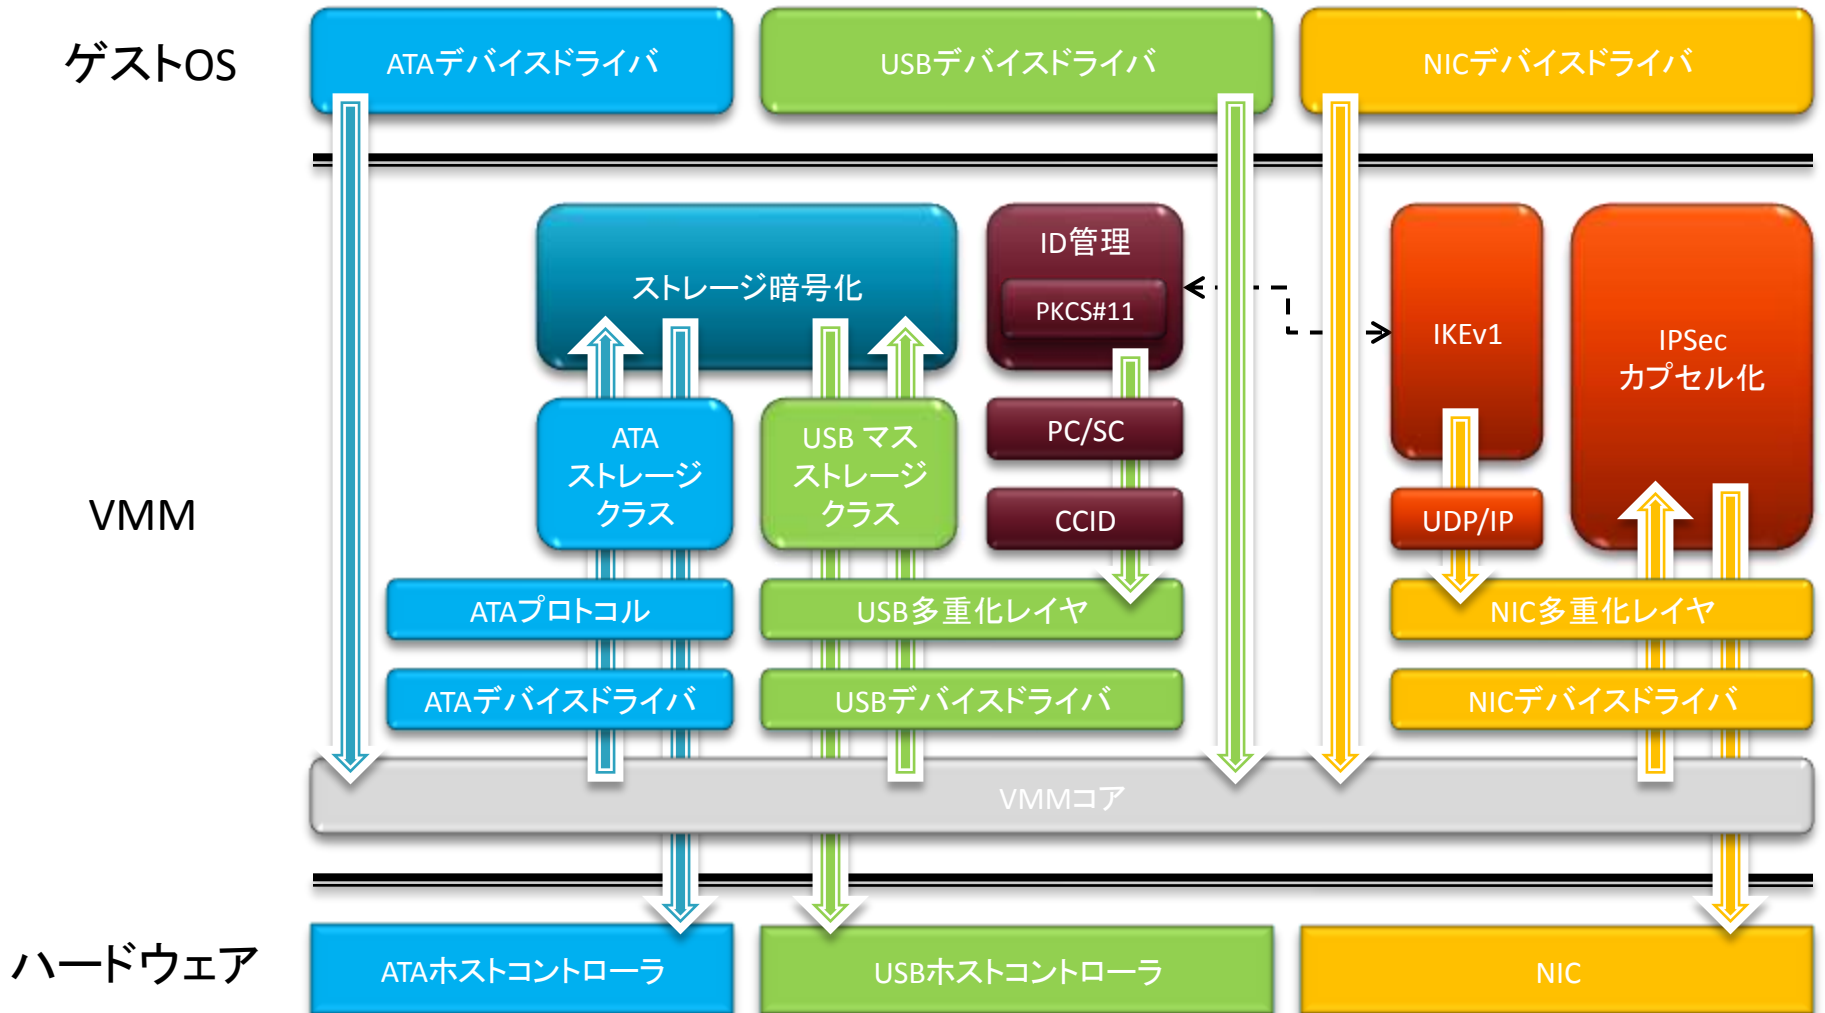 ゲストOS
ATAデバイスドライバ
USBデバイスドライバ
NICデバイスドライバ
VMM
ストレージ暗号化
ID管理
PKCS#11
IKEv1
IPSec
カプセル化
ATA
ストレージ
クラス
USB マス
ストレージ
クラス
PC/SC
CCID
UDP/IP
ATAプロトコル
USB多重化レイヤ
NIC多重化レイヤ
ATAデバイスドライバ
USBデバイスドライバ
NICデバイスドライバ
VMMコア
ハードウェア
ATAホストコントローラ
USBホストコントローラ
NIC